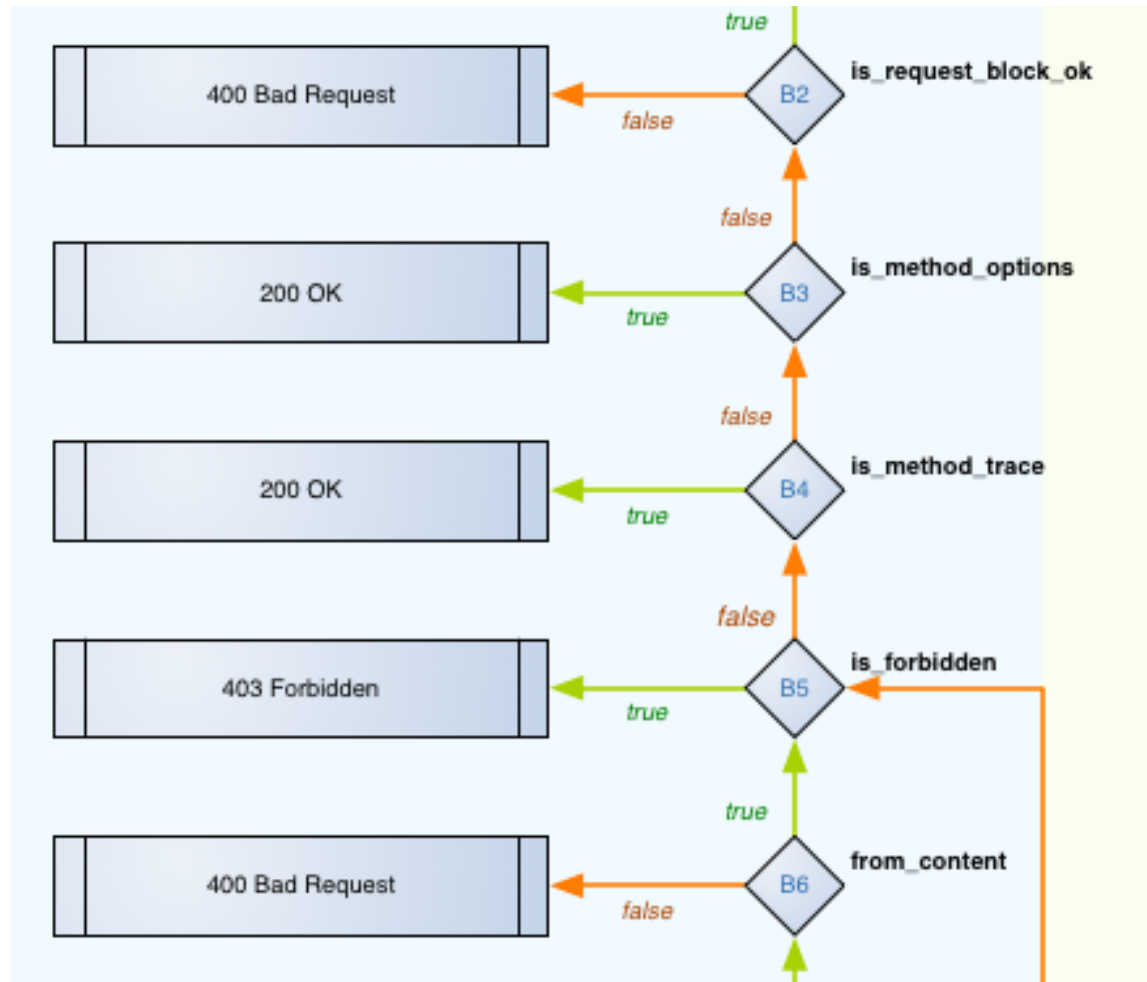 true
is_request_block_ok
400 Bad Request
B2
false
false
is_method_options
200 OK
B3
true
false
is_method_trace
200 OK
B4
true
false
is_forbidden
403 Forbidden
B5
true
true
from_content
400 Bad Request
B6
false